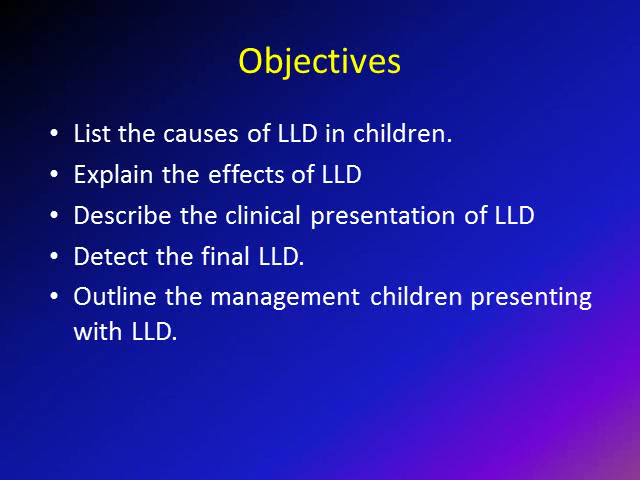 Objectives
• List the causes of LLD in children.
• Explain the effects of LLD
• Describe the clinical presentation of LLD
• Detect the final LLD.
• Outline the management children presenting
with LLD.